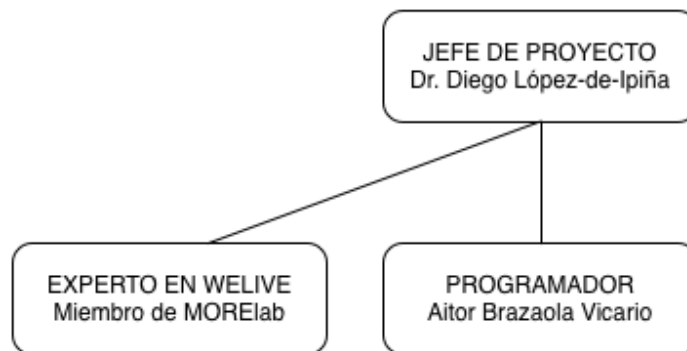 JEFE DE PROYECTO
Dr. Diego López-de-Ipiña
EXPERTO EN WELIVE
Miembro de MORElab
PROGRAMADOR
Aitor Brazaola Vicario